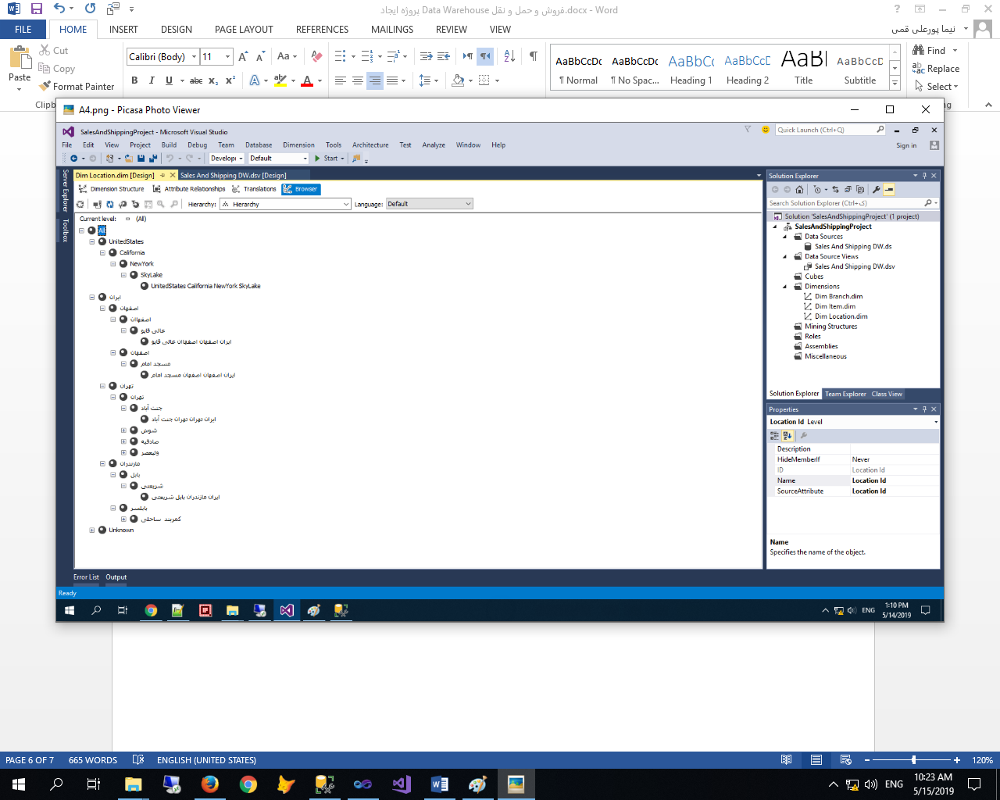 پروژه ایجاد Data Warehouse فروش و حمل و نقل.docx - Word
FILE HOME INSERT DESIGN PAGE LAYOUT REFERENCES MAILINGS REVIEW VIEW نیما پورعلی قمی
Paste Cut Copy Format Painter
Calibri (Body) 11
AaBbCcDc AaBbCcDc AaBbCc AaBbCcC AaBl AaBbCcD
¶ Normal ¶ No Spac... Heading 1 Heading 2 Title Subtitle
Find Replace Select
A4.png - Picasa Photo Viewer
SalesAndShippingProject - Microsoft Visual Studio
Quick Launch (Ctrl+Q)
File Edit View Project Build Debug Team Database Dimension Tools Architecture Test Analyze Window Help Sign in
Developı Default Start
Server Explorer
Toolbox
Dim Location.dim [Design] Sales And Shipping DW.dsv [Design]
Dimension Structure Attribute Relationships Translations Browser
Hierarchy: Hierarchy Language: Default
Current level: (All)
All
UnitedStates
California
NewYork
SkyLake
UnitedStates California NewYork SkyLake
ایران
اصفهان
اصفهاان
عالی قاپو
ایران اصفهان اصفهاان عالی قاپو
اصفهان
مسجد امام
ایران اصفهان اصفهان مسجد امام
تهران
تهران
جنت آباد
ایران تهران تهران جنت آباد
شوش
صادقیه
ولیعصر
مازندران
بابل
شریعتی
ایران مازندران بابل شریعتی
بابلسر
کمربند ساحلی
Unknown
Solution Explorer
Search Solution Explorer (Ctrl+ک)
Solution 'SalesAndShippingProject' (1 project)
SalesAndShippingProject
Data Sources
Sales And Shipping DW.ds
Data Source Views
Sales And Shipping DW.dsv
Cubes
Dimensions
Dim Branch.dim
Dim Item.dim
Dim Location.dim
Mining Structures
Roles
Assemblies
Miscellaneous
Solution Explorer Team Explorer Class View
Properties
Location Id Level
Description
HideMemberIf Never
ID Location Id
Name Location Id
SourceAttribute Location Id
Name
Specifies the name of the object.
Error List Output
Ready
ENG 1:10 PM
5/14/2019
PAGE 6 OF 7 665 WORDS ENGLISH (UNITED STATES) 120%
ENG 10:23 AM
5/15/2019